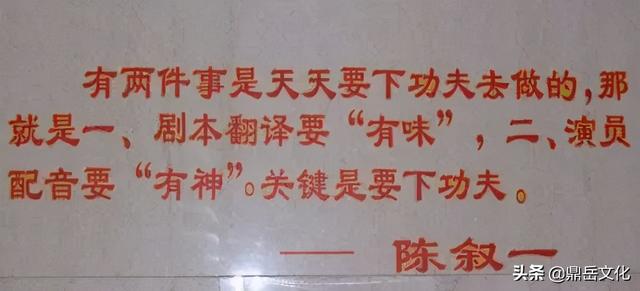 有两件事是天天要下功夫去做的，那
就是一、剧本翻译要“有味”，二、演员
配音要“有神”。关键是要下功夫。
—— 陈叙一
头条@鼎岳文化